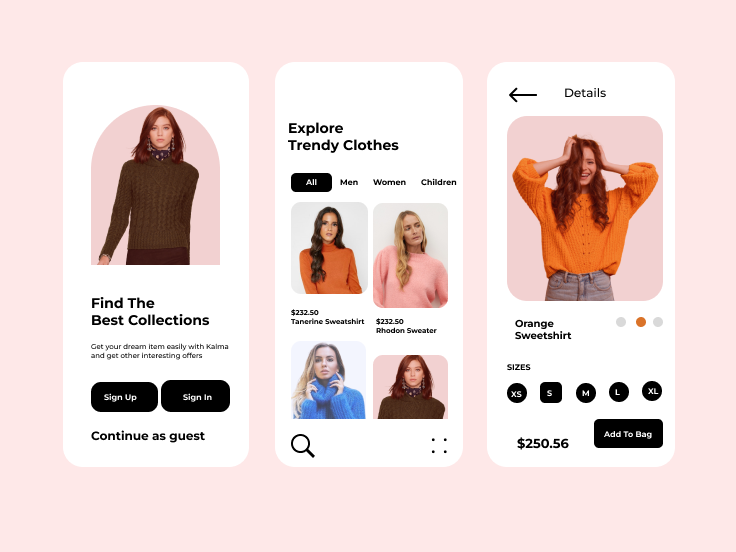 Find The
Best Collections
Get your dream item easily with Kalma
and get other interesting offers
Sign Up
Sign In
Continue as guest
Explore
Trendy Clothes
All
Men
Women
Children
$232.50
Tanerine Sweatshirt
$232.50
Rhodon Sweater
Details
Orange
Sweetshirt
SIZES
XS
S
M
L
XL
$250.56
Add To Bag